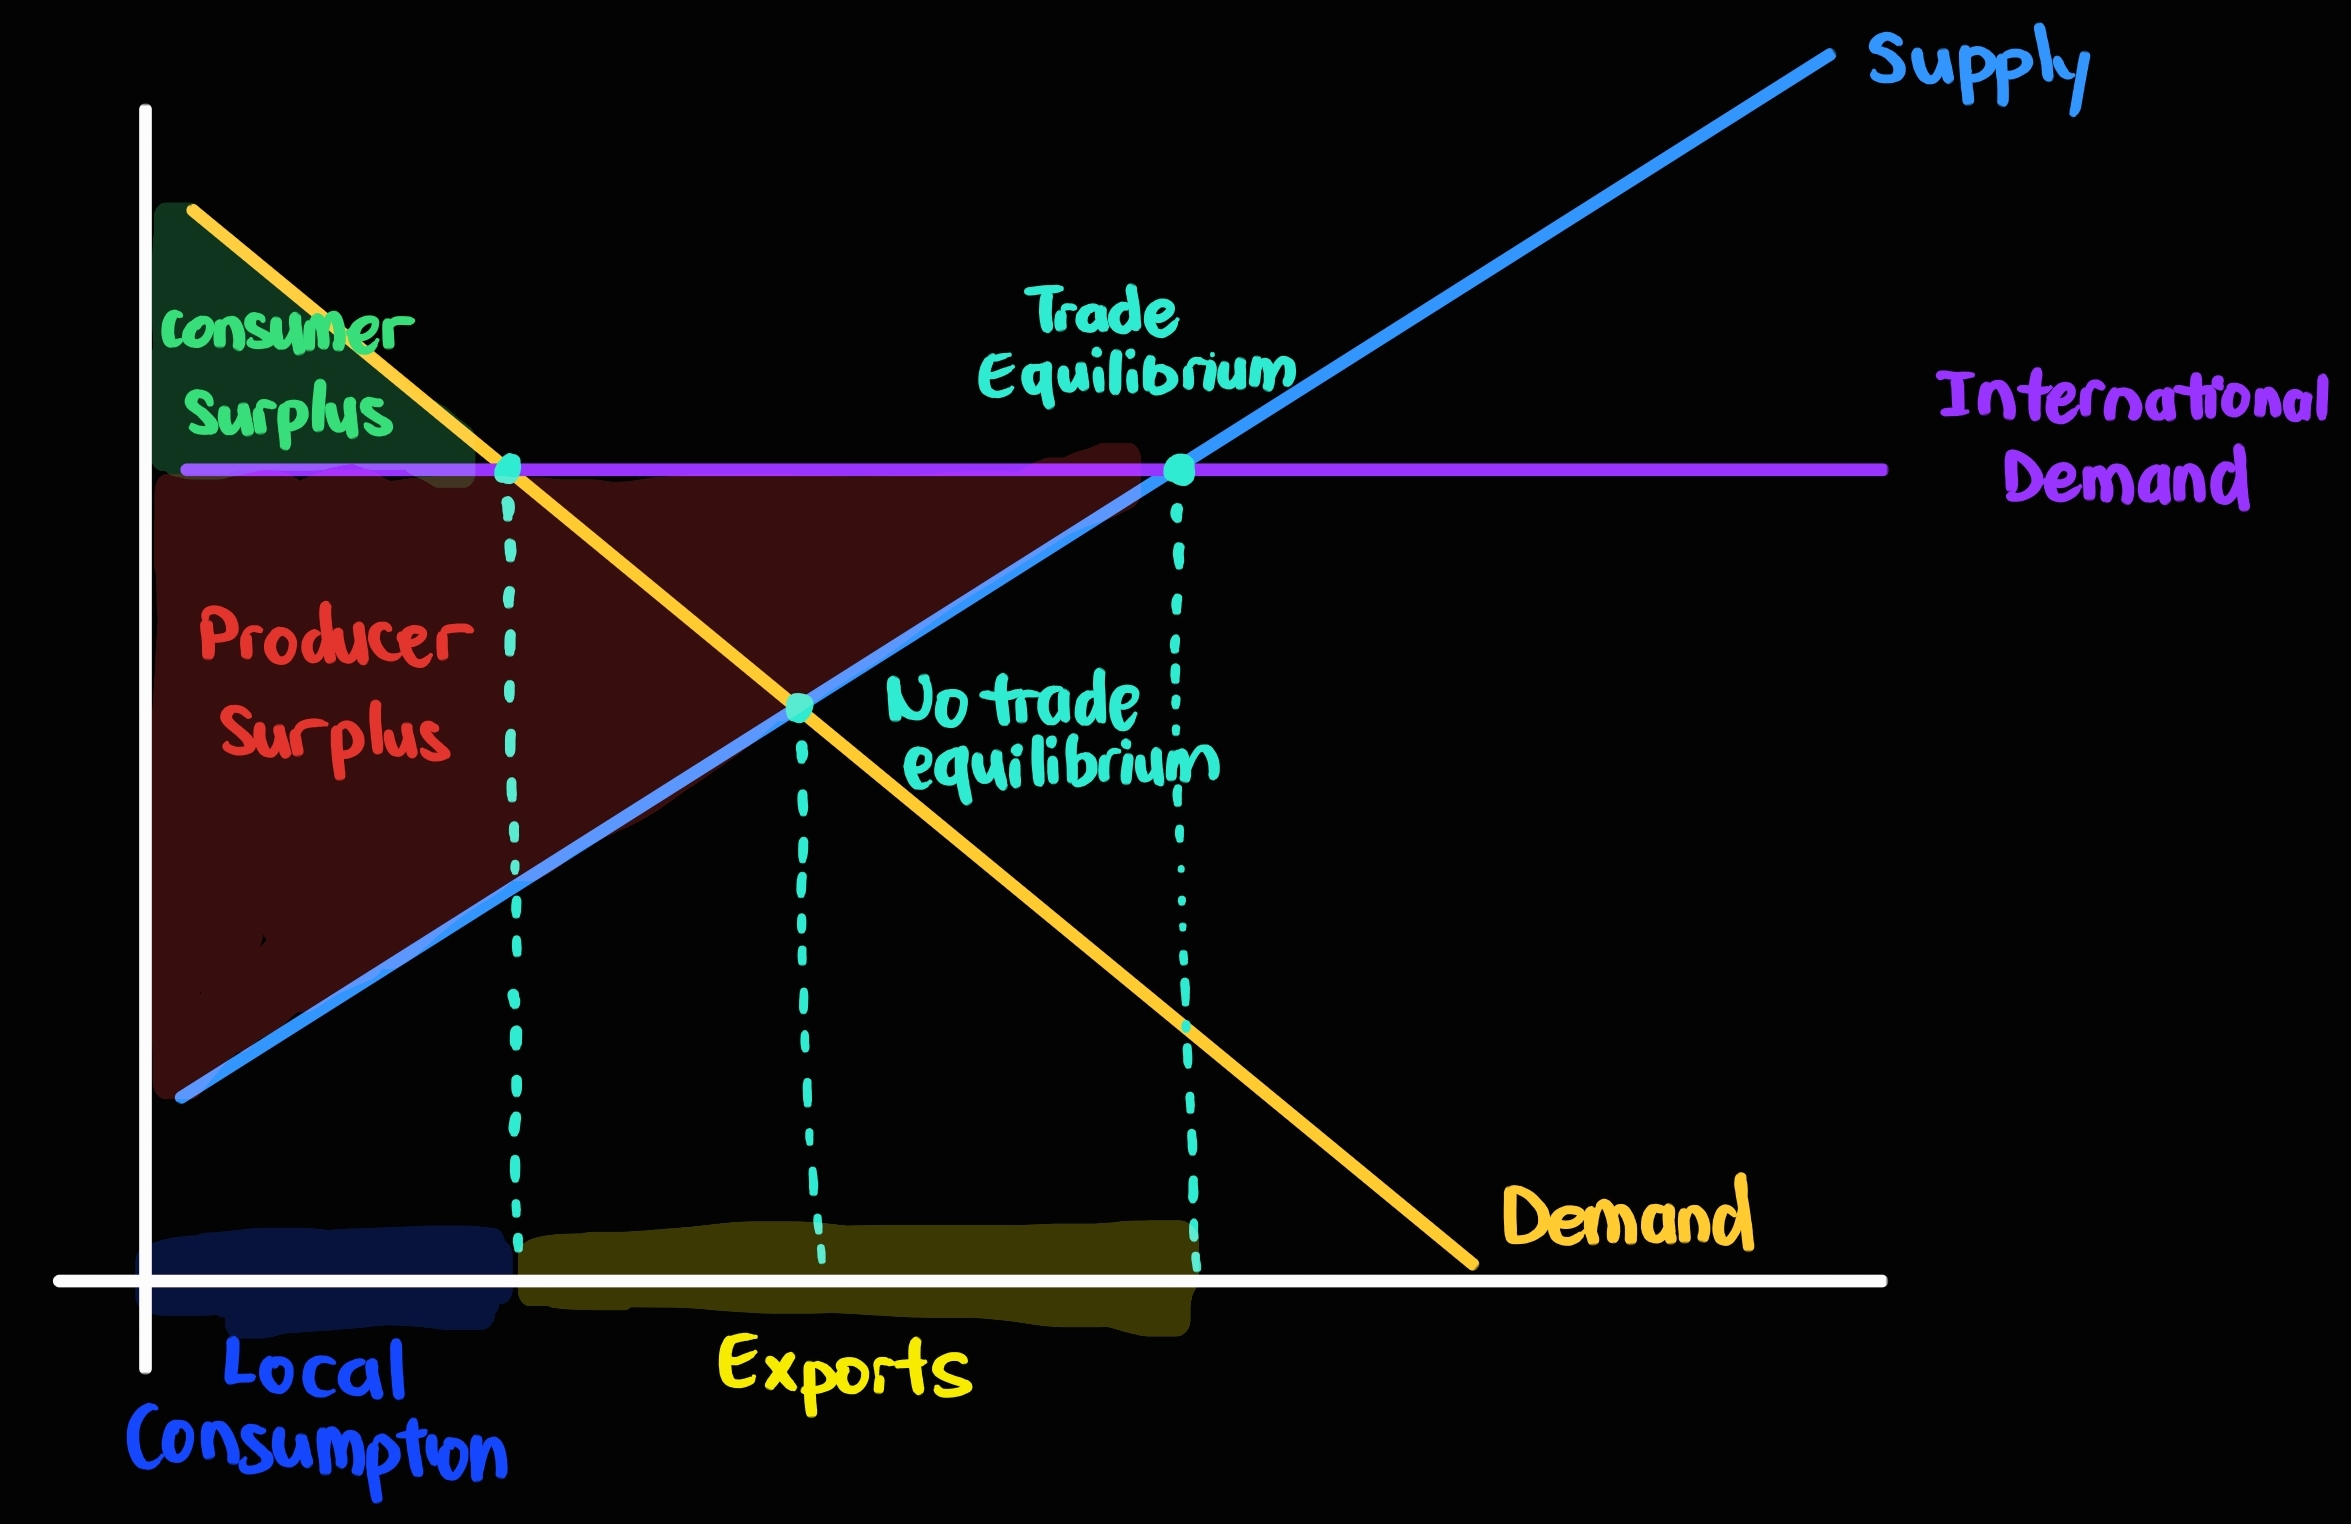 Supply
Trade
Equilibrium
Consumer
Surplus
International
Demand
Producer
Surplus
No trade
equilibrium
Demand
Local
Consumption
Exports